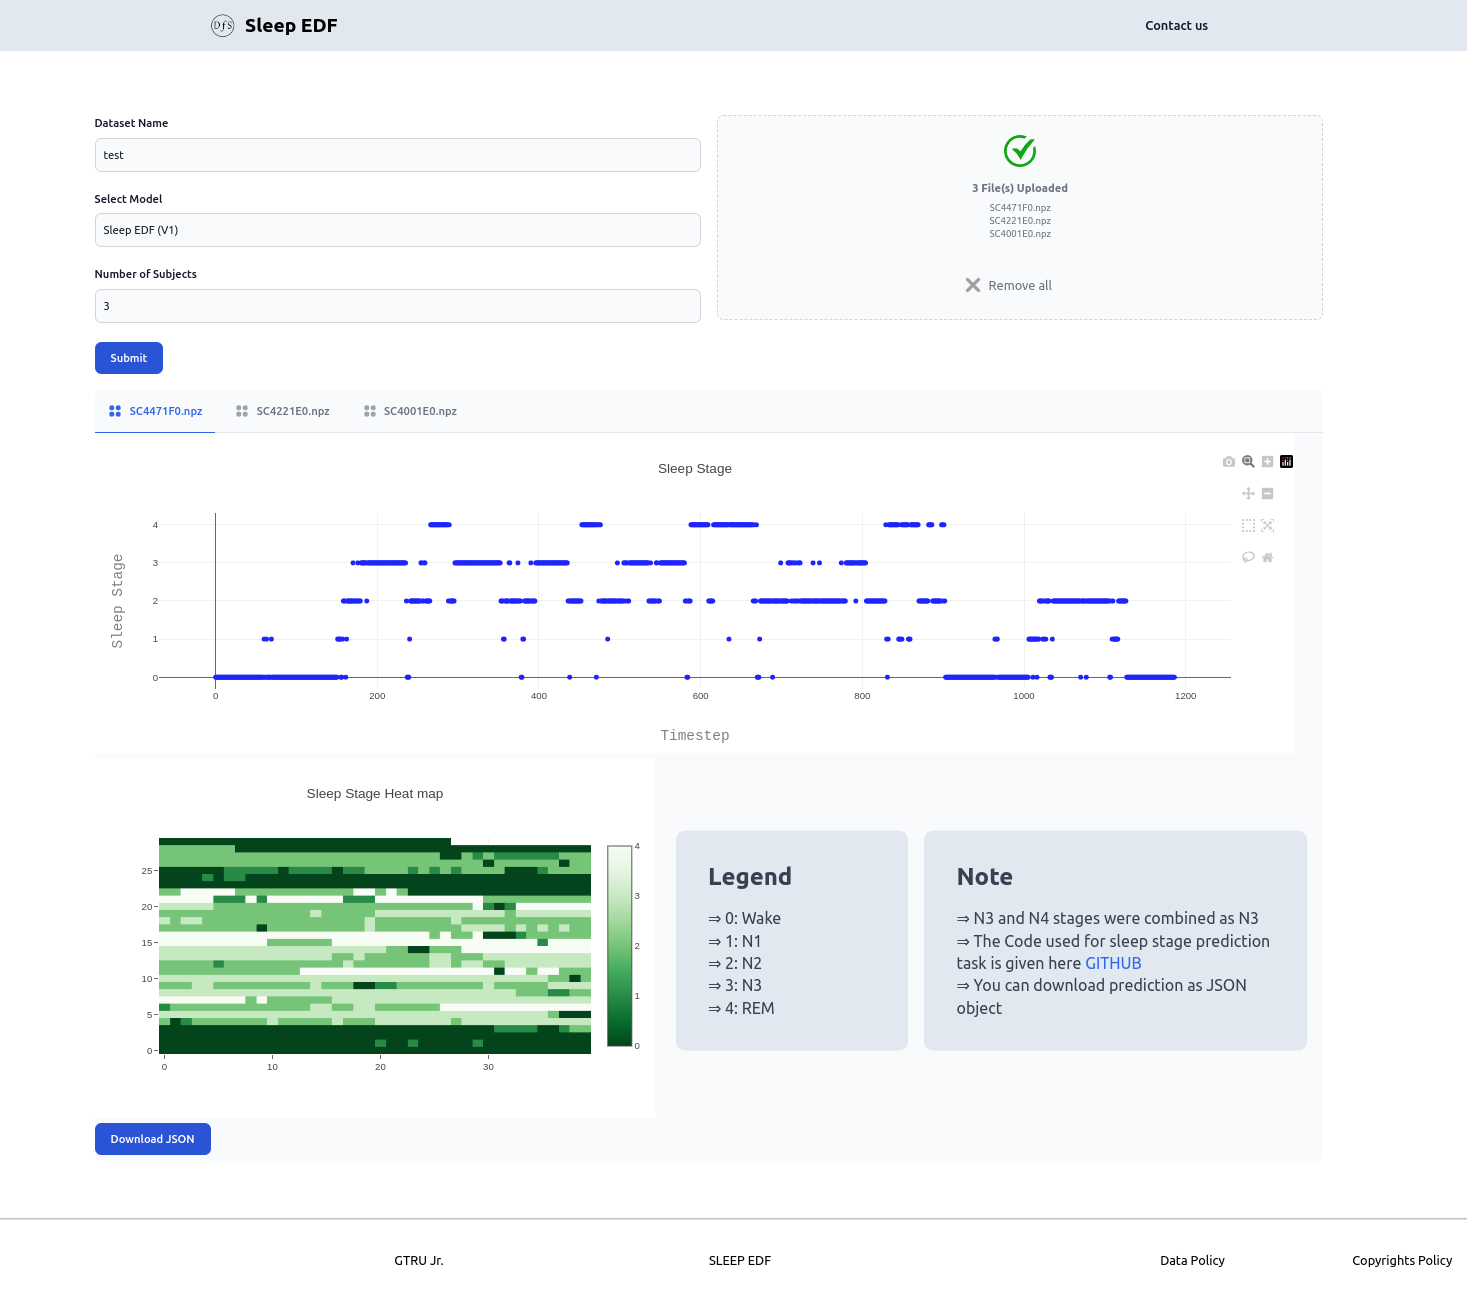 DfS Sleep EDF
Contact us
Dataset Name
test
Select Model
Sleep EDF (V1)
Number of Subjects
3
Submit
3 File(s) Uploaded
SC4471F0.npz
SC4221E0.npz
SC4001E0.npz
Remove all
SC4471F0.npz SC4221E0.npz SC4001E0.npz
Sleep Stage
Sleep Stage
4
3
2
1
0
0 200 400 600 800 1000 1200
Timestep
Sleep Stage Heat map
25
20
15
10
5
0
0 10 20 30
4
3
2
1
0
Legend
⇒ 0: Wake
⇒ 1: N1
⇒ 2: N2
⇒ 3: N3
⇒ 4: REM
Note
⇒ N3 and N4 stages were combined as N3
⇒ The Code used for sleep stage prediction
task is given here GITHUB
⇒ You can download prediction as JSON
object
Download JSON
GTRU Jr. SLEEP EDF Data Policy Copyrights Policy